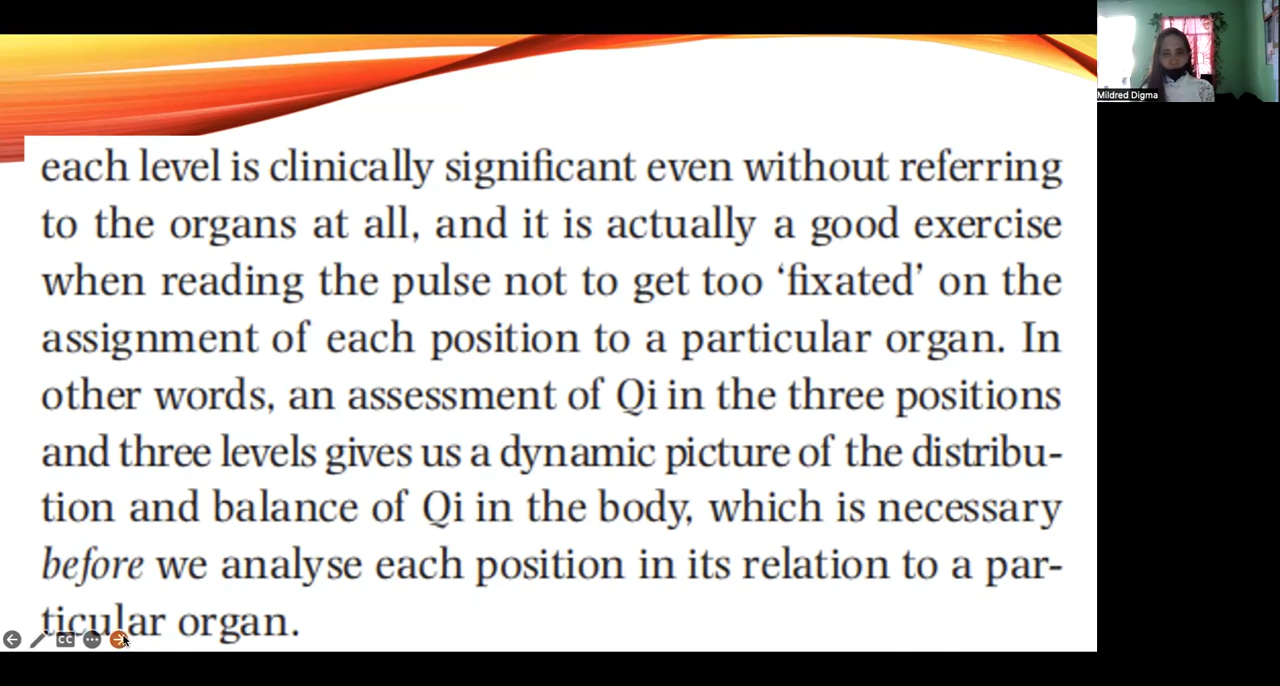 Mildred Digma
each level is clinically significant even without referring
to the organs at all, and it is actually a good exercise
when reading the pulse not to get too ‘fixated’ on the
assignment of each position to a particular organ. In
other words, an assessment of Qi in the three positions
and three levels gives us a dynamic picture of the distribu-
tion and balance of Qi in the body, which is necessary
before we analyse each position in its relation to a par-
ticular organ.
CC